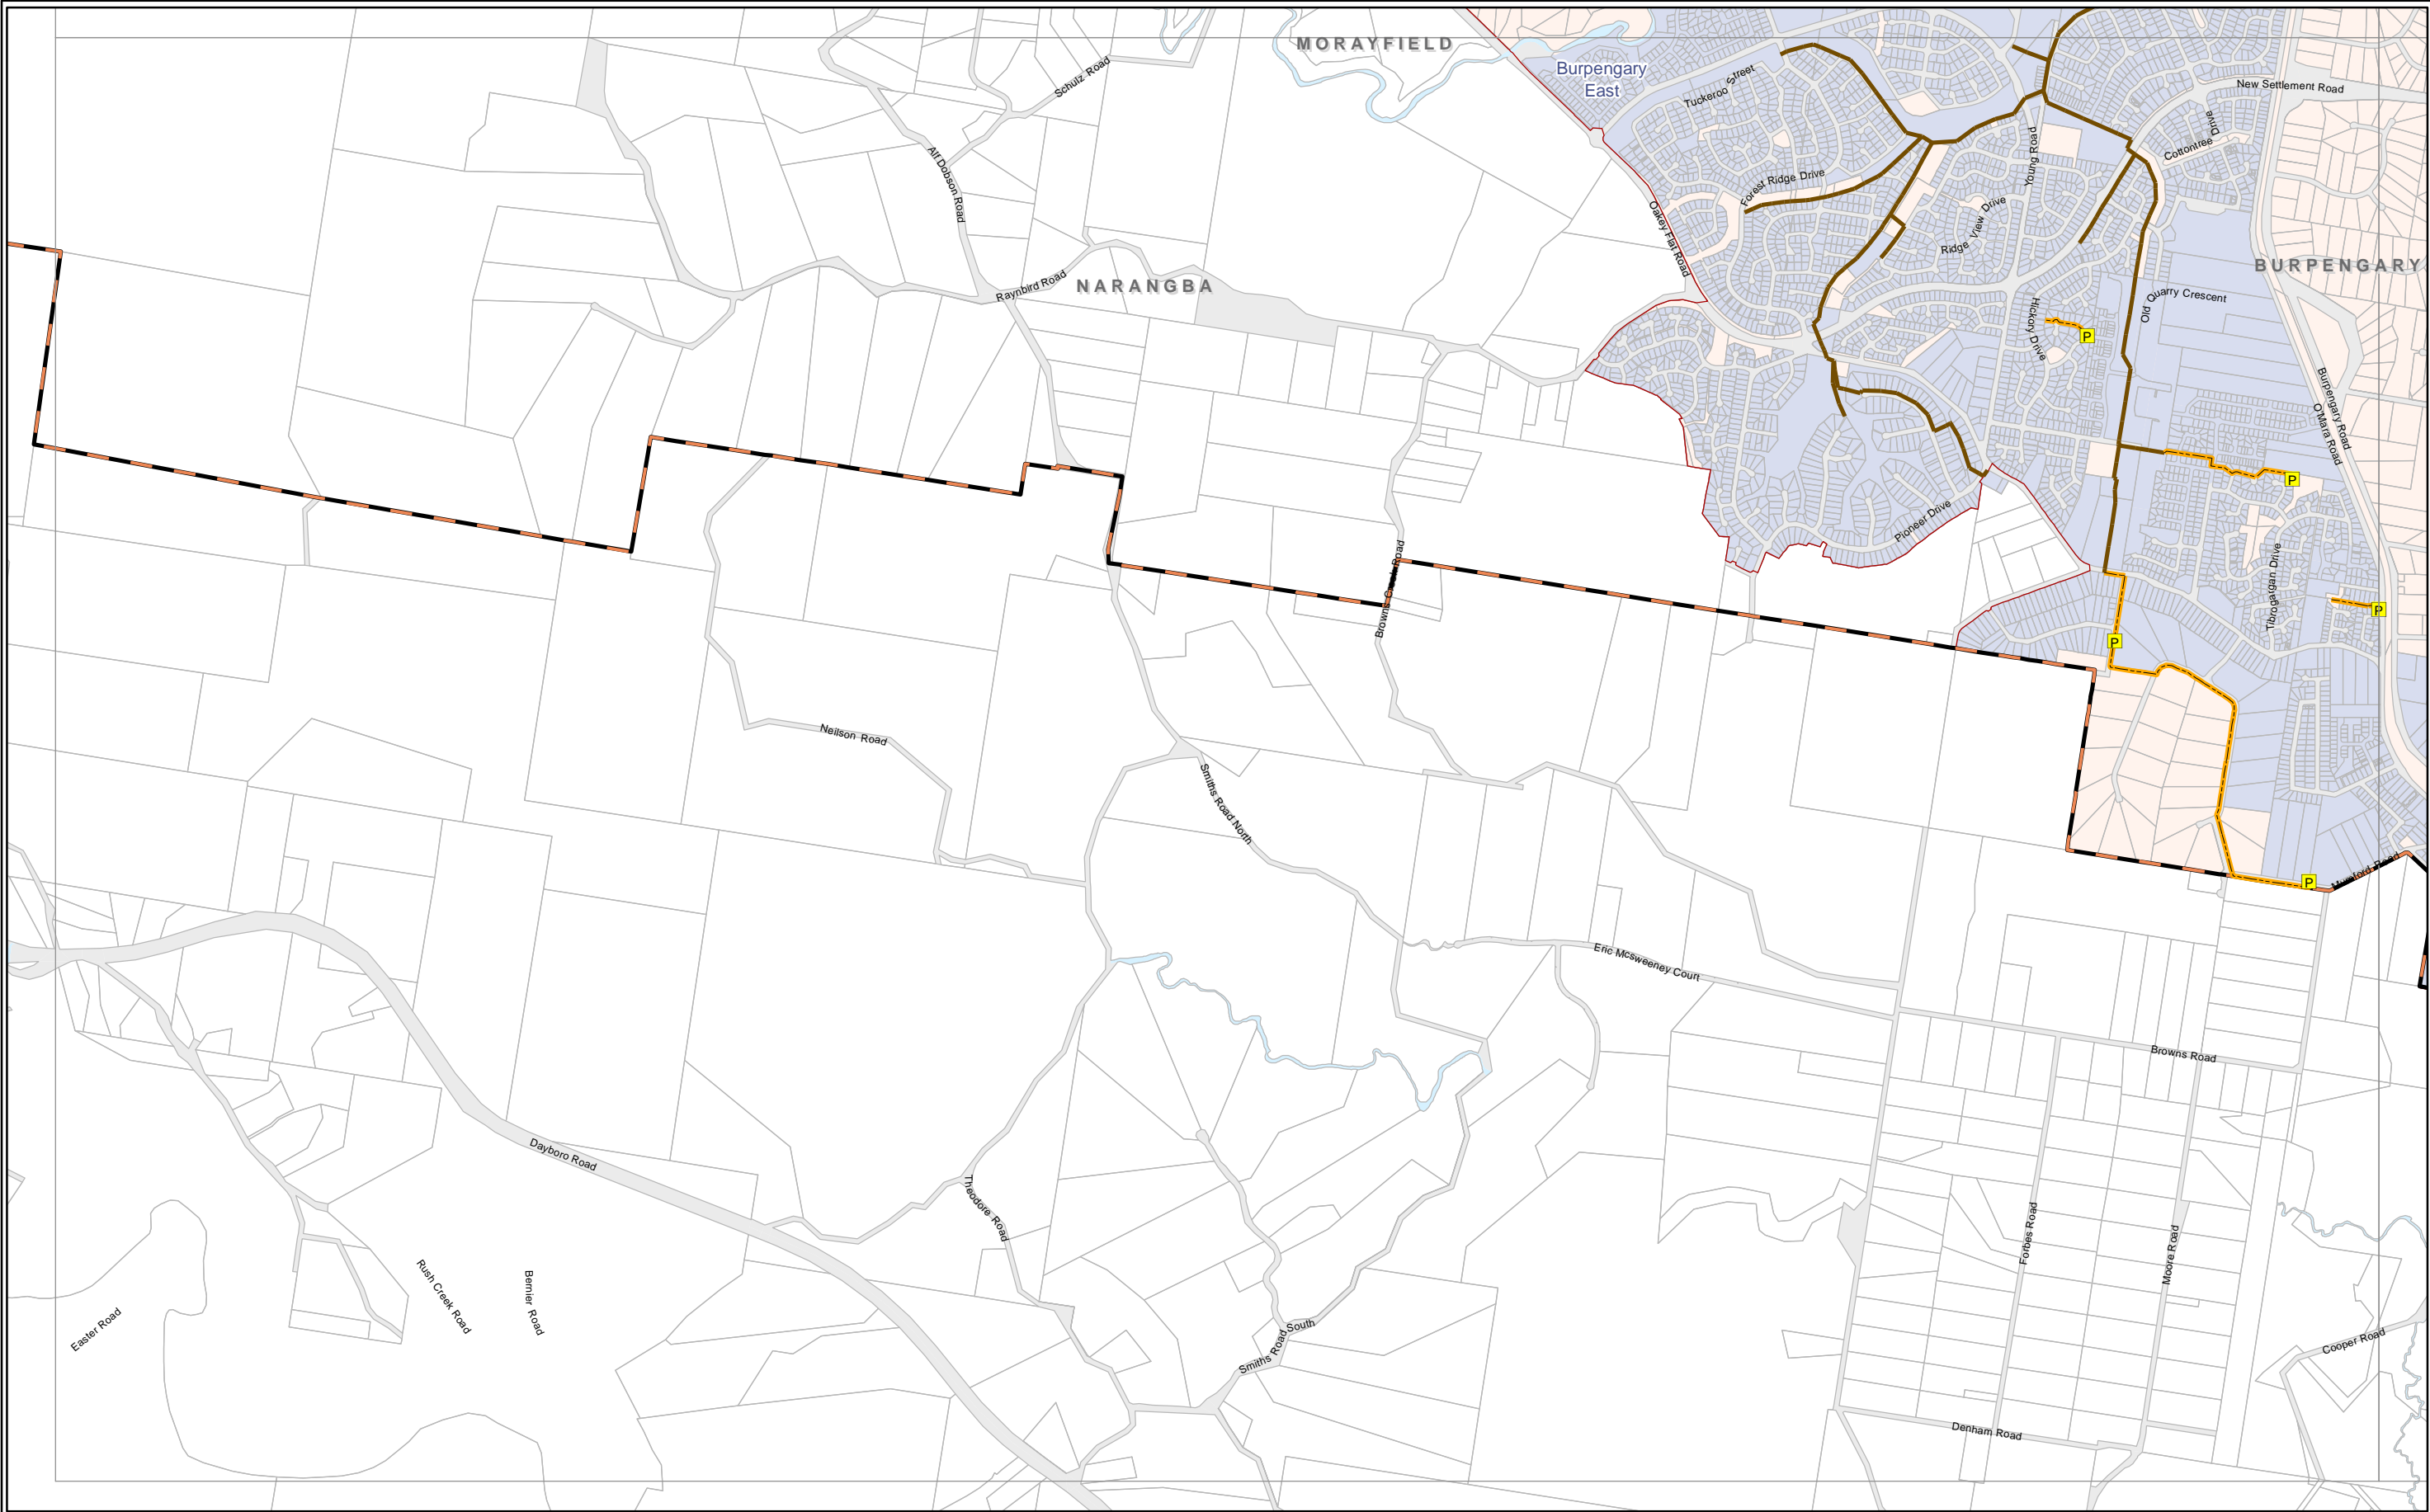 MORAYFIELD
Burpengary
East
Schulz Road
Tuckeroo Street
New Settlement Road
Cottontree Drive
Young Road
Alf Dobson Road
Forest Ridge Drive
Oakey Flat Road
Ridge View Drive
BURPENGARY
NARANGBA
Raynbird Road
Old Quarry Crescent
Hickory Drive
P
Burpengary Road
O'Mara Road
P
Pioneer Drive
Browns Creek Road
Tibrogargan Drive
P
P
Neilson Road
Smiths Road North
Mumford Road
P
Eric Mcsweeney Court
Browns Road
Dayboro Road
Theodore Road
Forbes Road
Moore Road
Rush Creek Road
Bernier Road
Easter Road
Smiths Road South
Cooper Road
Denham Road